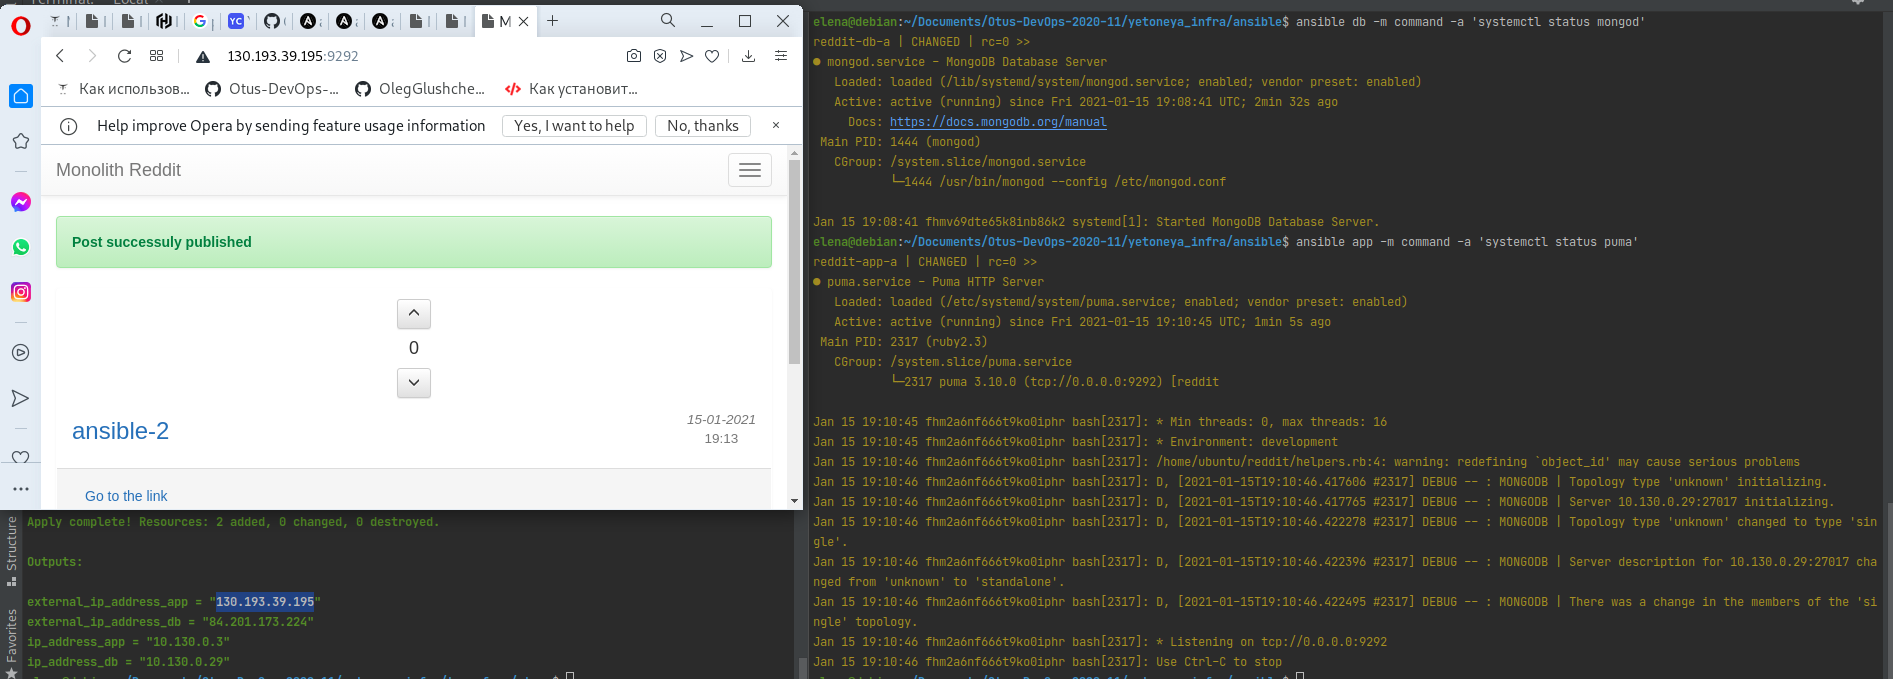 130.193.39.195:9292
Как использов...
Otus-DevOps-...
OlegGlushche...
Как установит...
Help improve Opera by sending feature usage information
Yes, I want to help
No, thanks
Monolith Reddit
Post successuly published
0
ansible-2
15-01-2021
19:13
Go to the link
Structure
Favorites
Apply complete! Resources: 2 added, 0 changed, 0 destroyed.
Outputs:
external_ip_address_app = "130.193.39.195"
external_ip_address_db = "84.201.173.224"
ip_address_app = "10.130.0.3"
ip_address_db = "10.130.0.29"
elena@debian:~/Documents/Otus-DevOps-2020-11/yetoneya_infra/ansible$ ansible db -m command -a 'systemctl status mongod'
reddit-db-a | CHANGED | rc=0 >>
● mongod.service - MongoDB Database Server
Loaded: loaded (/lib/systemd/system/mongod.service; enabled; vendor preset: enabled)
Active: active (running) since Fri 2021-01-15 19:08:41 UTC; 2min 32s ago
Docs: https://docs.mongodb.org/manual
Main PID: 1444 (mongod)
CGroup: /system.slice/mongod.service
└─1444 /usr/bin/mongod --config /etc/mongod.conf
Jan 15 19:08:41 fhmv69dte65k8inb86k2 systemd[1]: Started MongoDB Database Server.
elena@debian:~/Documents/Otus-DevOps-2020-11/yetoneya_infra/ansible$ ansible app -m command -a 'systemctl status puma'
reddit-app-a | CHANGED | rc=0 >>
● puma.service - Puma HTTP Server
Loaded: loaded (/etc/systemd/system/puma.service; enabled; vendor preset: enabled)
Active: active (running) since Fri 2021-01-15 19:10:45 UTC; 1min 5s ago
Main PID: 2317 (ruby2.3)
CGroup: /system.slice/puma.service
└─2317 puma 3.10.0 (tcp://0.0.0.0:9292) [reddit
Jan 15 19:10:45 fhm2a6nf666t9ko0iphr bash[2317]: * Min threads: 0, max threads: 16
Jan 15 19:10:45 fhm2a6nf666t9ko0iphr bash[2317]: * Environment: development
Jan 15 19:10:46 fhm2a6nf666t9ko0iphr bash[2317]: /home/ubuntu/reddit/helpers.rb:4: warning: redefining `object_id' may cause serious problems
Jan 15 19:10:46 fhm2a6nf666t9ko0iphr bash[2317]: D, [2021-01-15T19:10:46.417606 #2317] DEBUG -- : MONGODB | Topology type 'unknown' initializing.
Jan 15 19:10:46 fhm2a6nf666t9ko0iphr bash[2317]: D, [2021-01-15T19:10:46.417765 #2317] DEBUG -- : MONGODB | Server 10.130.0.29:27017 initializing.
Jan 15 19:10:46 fhm2a6nf666t9ko0iphr bash[2317]: D, [2021-01-15T19:10:46.422278 #2317] DEBUG -- : MONGODB | Topology type 'unknown' changed to type 'sin
gle'.
Jan 15 19:10:46 fhm2a6nf666t9ko0iphr bash[2317]: D, [2021-01-15T19:10:46.422396 #2317] DEBUG -- : MONGODB | Server description for 10.130.0.29:27017 cha
nged from 'unknown' to 'standalone'.
Jan 15 19:10:46 fhm2a6nf666t9ko0iphr bash[2317]: D, [2021-01-15T19:10:46.422495 #2317] DEBUG -- : MONGODB | There was a change in the members of the 'si
ngle' topology.
Jan 15 19:10:46 fhm2a6nf666t9ko0iphr bash[2317]: * Listening on tcp://0.0.0.0:9292
Jan 15 19:10:46 fhm2a6nf666t9ko0iphr bash[2317]: Use Ctrl-C to stop